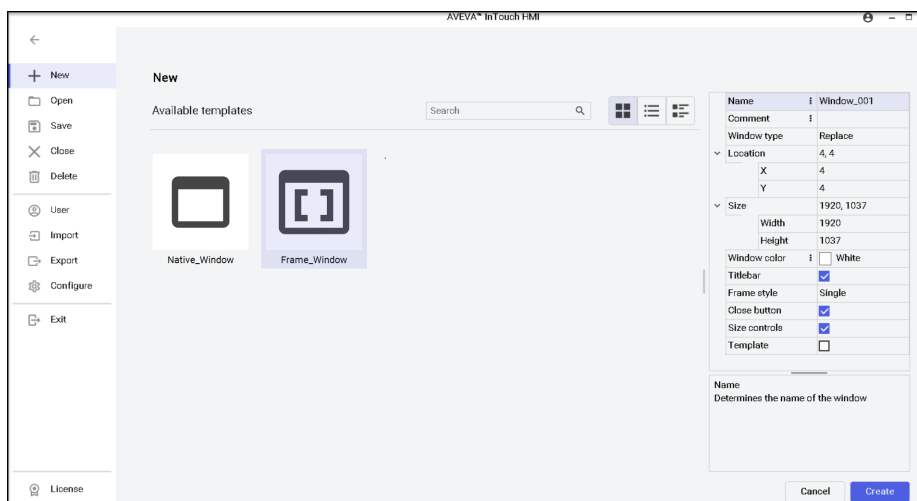 AVEVA™ InTouch HMI
New
Open
Save
Close
Delete
User
Import
Export
Configure
Exit
License
New
Available templates
Search
Native_Window
Frame_Window
Name Window_001
Comment
Window type Replace
Location 4, 4
X 4
Y 4
Size 1920, 1037
Width 1920
Height 1037
Window color White
Titlebar
Frame style Single
Close button
Size controls
Template
Name
Determines the name of the window
Cancel Create